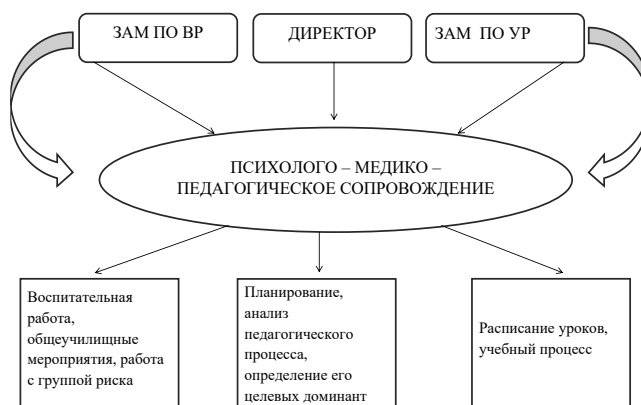 ЗАМ ПО ВР
ДИРЕКТОР
ЗАМ ПО УР
ПСИХОЛОГО – МЕДИКО –
ПЕДАГОГИЧЕСКОЕ СОПРОВОЖДЕНИЕ
Воспитательная
работа,
общеучилищные
мероприятия, работа
с группой риска
Планирование,
анализ
педагогического
процесса,
определение его
целевых доминант
Расписание уроков,
учебный процесс